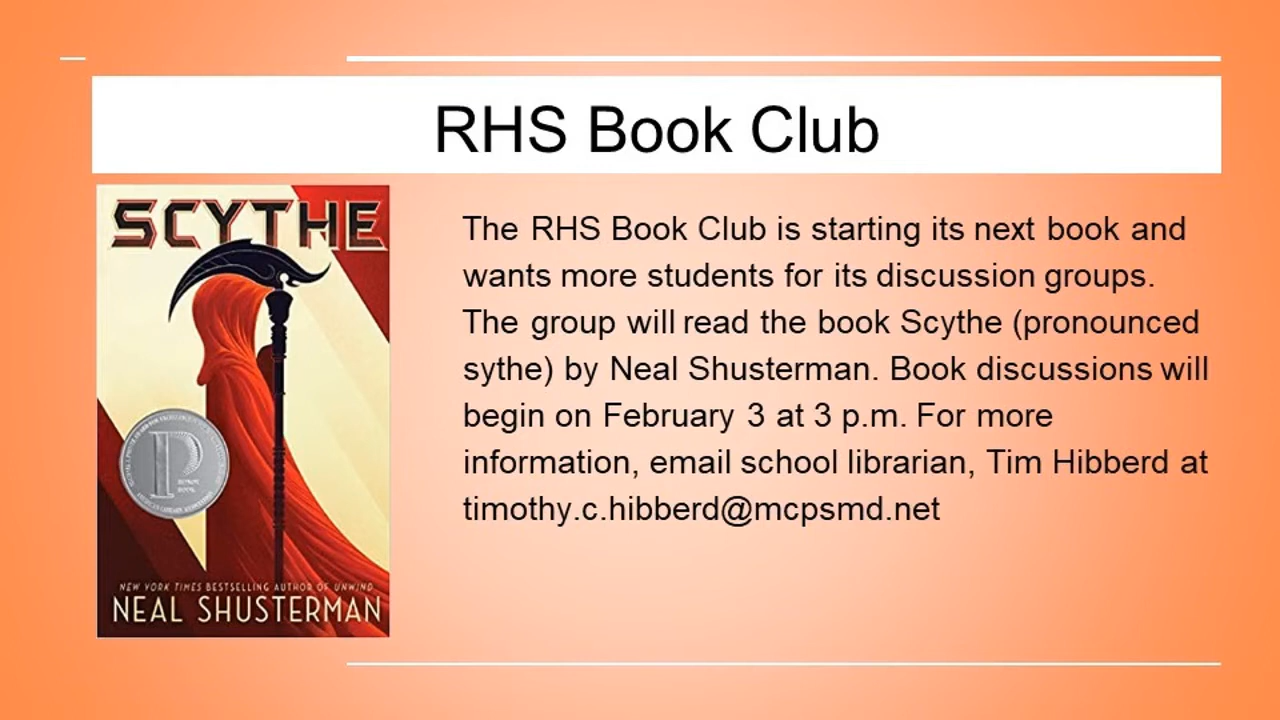 RHS Book Club
SCYTHE
The RHS Book Club is starting its next book and
wants more students for its discussion groups.
The group will read the book Scythe (pronounced
sythe) by Neal Shusterman. Book discussions will
begin on February 3 at 3 p.m. For more
information, email school librarian, Tim Hibberd at
timothy.c.hibberd@mcpsmd.net
P
NEW YORK TIMES BESTSELLING AUTHOR OF UNWIND
NEAL SHUSTERMAN